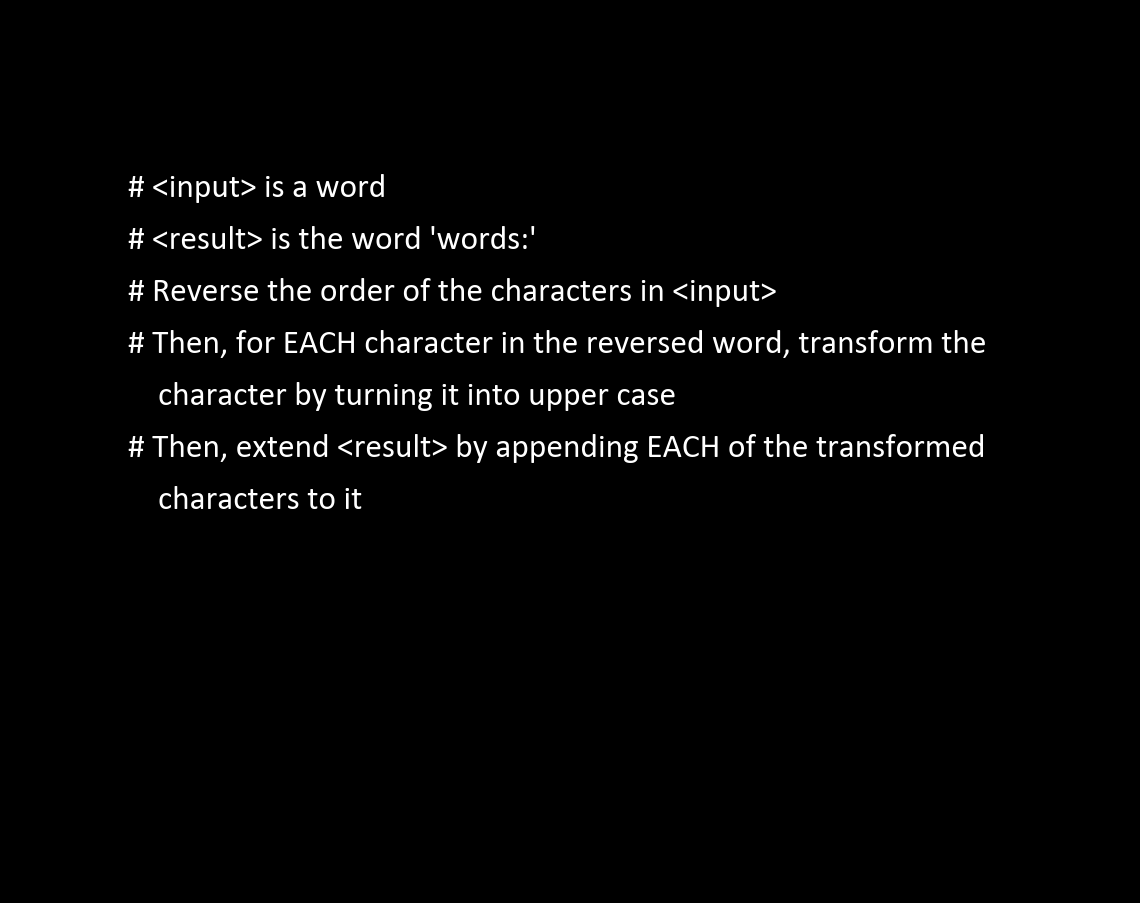 # <input> is a word
# <result> is the word 'words:'
# Reverse the order of the characters in <input>
# Then, for EACH character in the reversed word, transform the
character by turning it into upper case
# Then, extend <result> by appending EACH of the transformed
characters to it